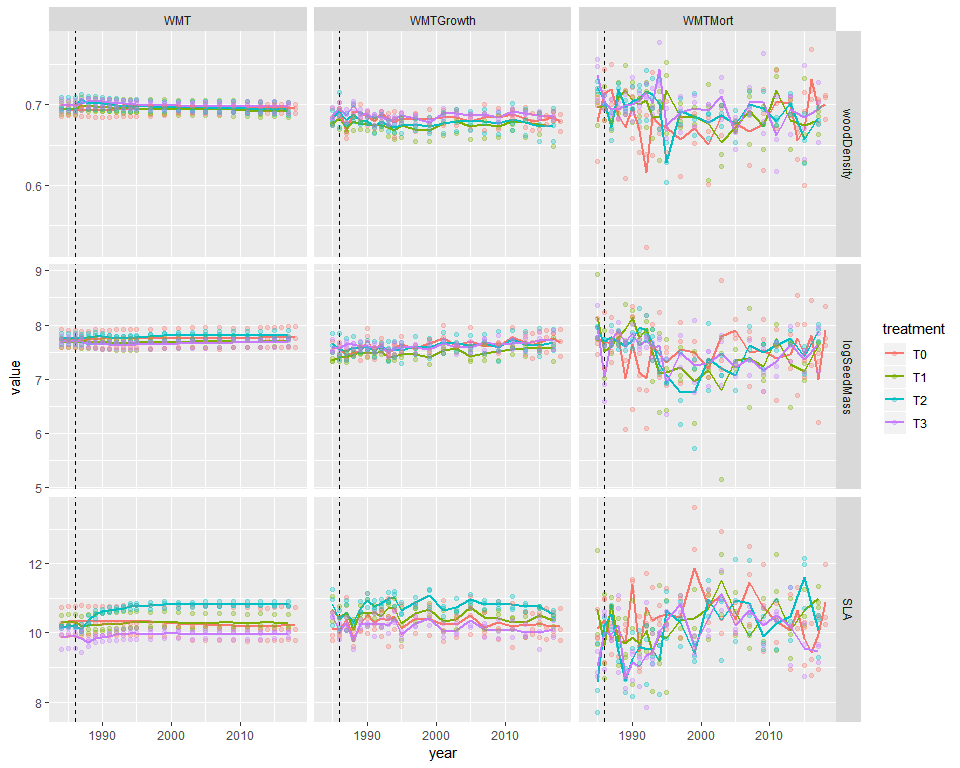 WMT WMTGrowth WMTMort
0.7
0.6
woodDensity
9
8
7
6
5
logSeedMass
12
10
8
SLA
value
1990 2000 2010 1990 2000 2010 1990 2000 2010
year
treatment
T0
T1
T2
T3